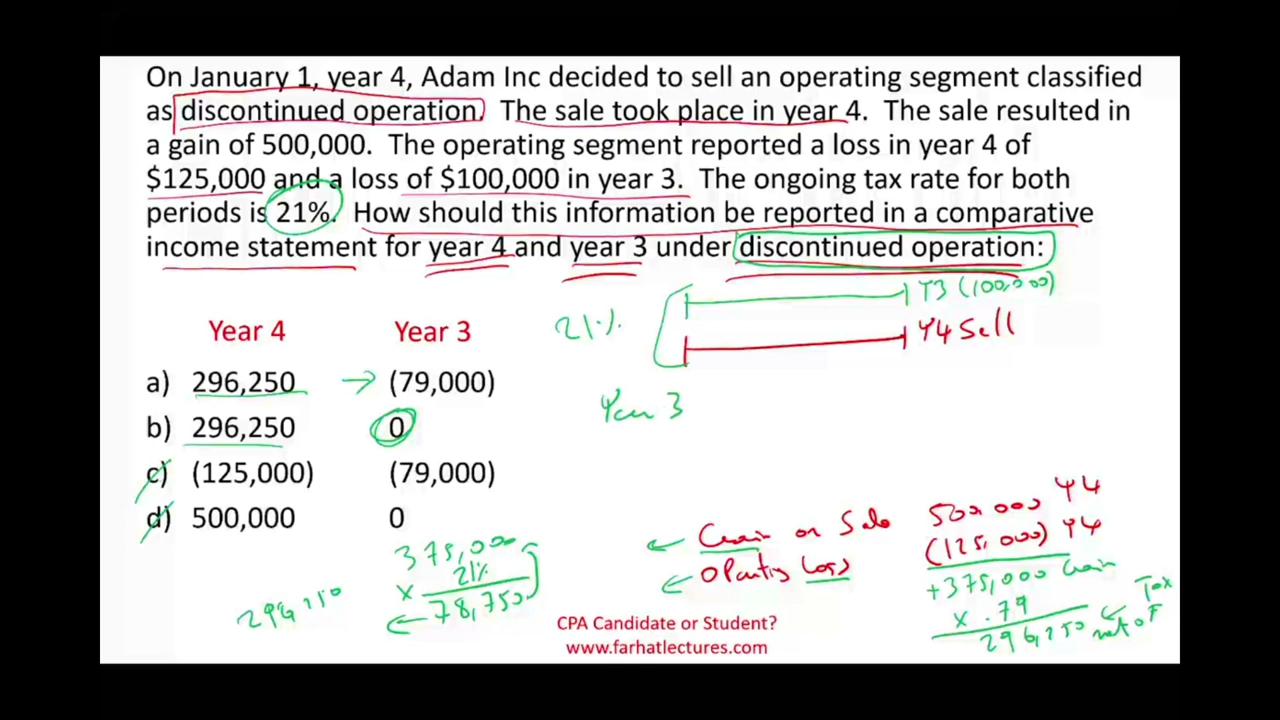 On January 1, year 4, Adam Inc decided to sell an operating segment classified
as discontinued operation. The sale took place in year 4. The sale resulted in
a gain of 500,000. The operating segment reported a loss in year 4 of
$125,000 and a loss of $100,000 in year 3. The ongoing tax rate for both
periods is 21%. How should this information be reported in a comparative
income statement for year 4 and year 3 under discontinued operation:
Y3 (100,000)
21%
Y4 Sell
Year 3
Year 4 Year 3
a) 296,250 (79,000)
b) 296,250 0
c) (125,000) (79,000)
d) 500,000 0
375,000
x 21%
78,750
296,250
Gain on Sale 500,000 Y4
Operating Loss (125,000) Y4
+375,000 Gain
x .79
296,250 net of Tax
CPA Candidate or Student?
www.farhatlectures.com